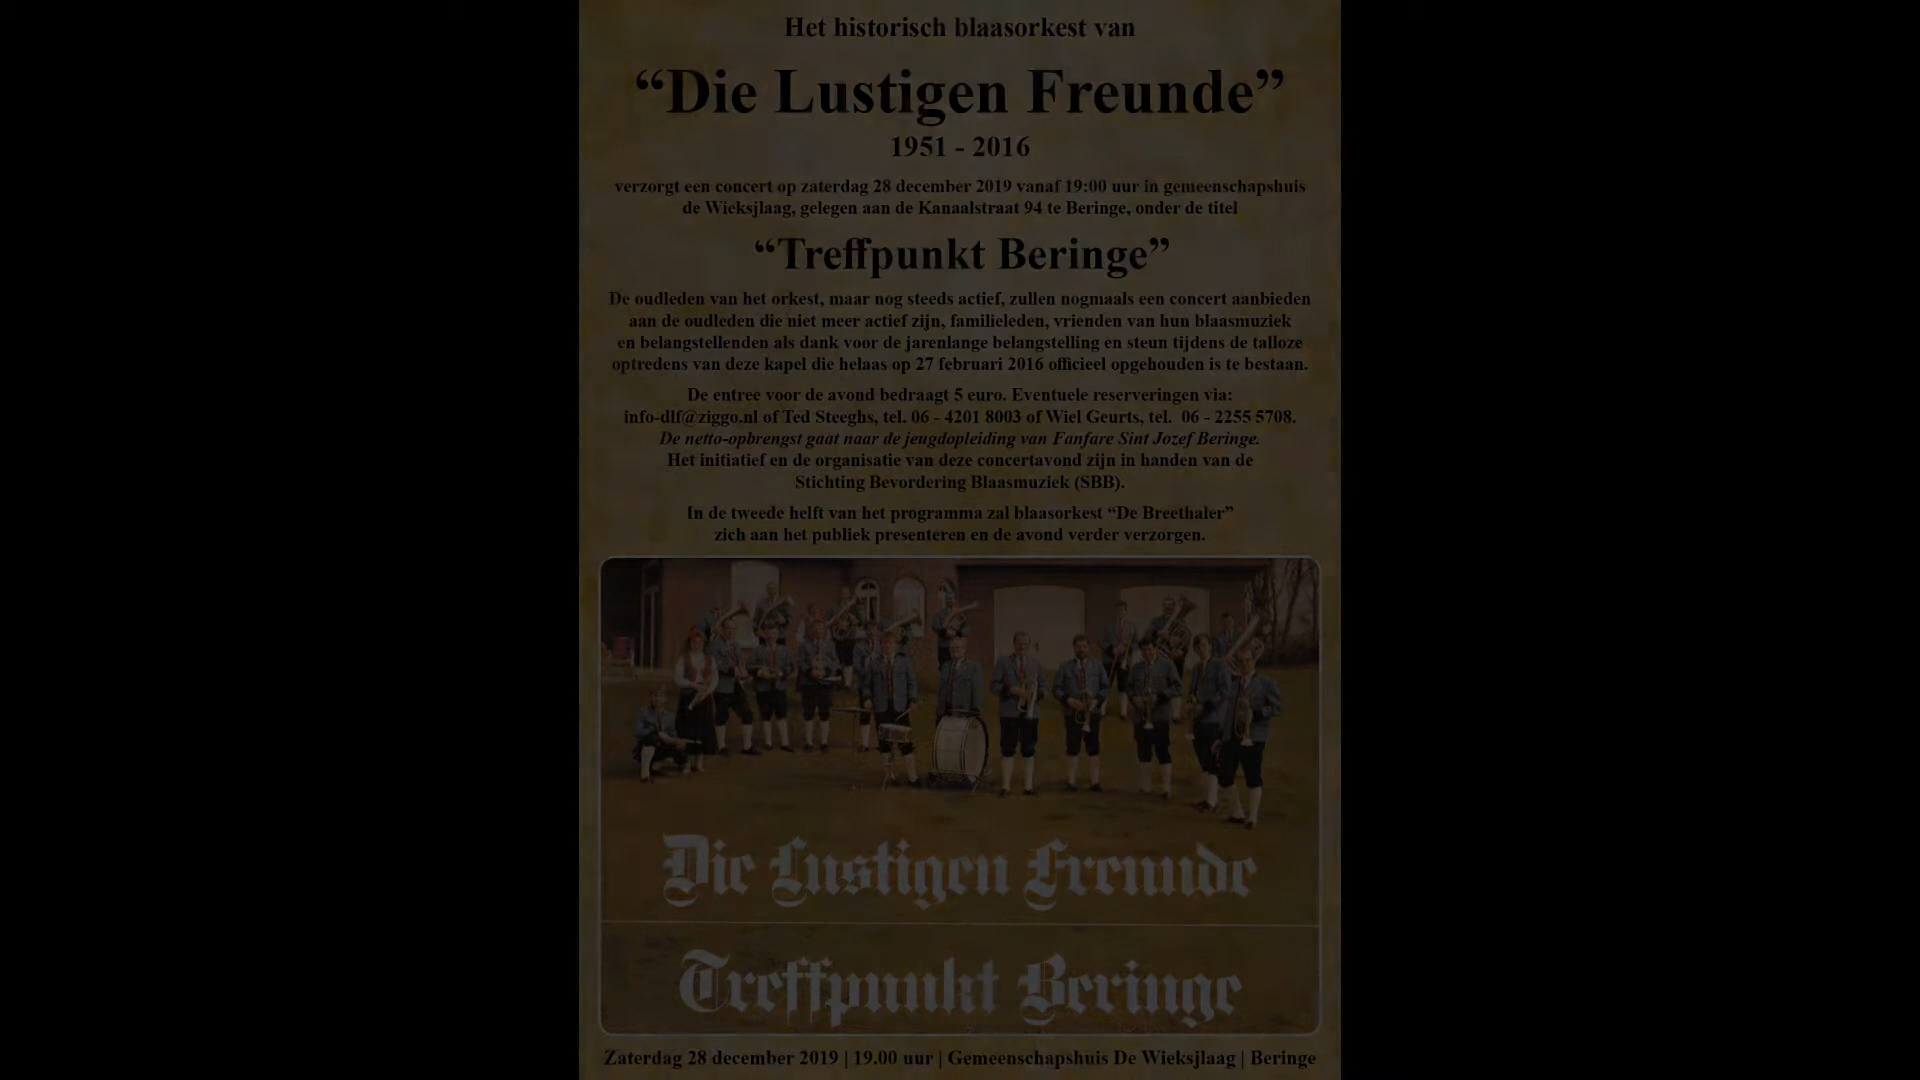 Het historisch blaasorkest van
“Die Lustigen Freunde”
1951 - 2016
verzorgt een concert op zaterdag 28 december 2019 vanaf 19:00 uur in gemeenschapshuis
de Wieksjlaag, gelegen aan de Kanaalstraat 94 te Beringe, onder de titel
“Treffpunkt Beringe”
De oudleden van het orkest, maar nog steeds actief, zullen nogmaals een concert aanbieden
aan de oudleden die niet meer actief zijn, familieleden, vrienden van hun blaasmuziek
en belangstellenden als dank voor de jarenlange belangstelling en steun tijdens de talloze
optredens van deze kapel die helaas op 27 februari 2016 officieel opgehouden is te bestaan.
De entree voor de avond bedraagt 5 euro. Eventuele reserveringen via:
info-dlf@ziggo.nl of Ted Steeghs, tel. 06 - 4201 8003 of Wiel Geurts, tel. 06 - 2255 5708.
De netto-opbrengst gaat naar de jeugdopleiding van Fanfare Sint Jozef Beringe.
Het initiatief en de organisatie van deze concertavond zijn in handen van de
Stichting Bevordering Blaasmuziek (SBB).
In de tweede helft van het programma zal blaasorkest “De Breethaler”
zich aan het publiek presenteren en de avond verder verzorgen.
Die Lustigen Freunde
Treffpunkt Beringe
Zaterdag 28 december 2019 | 19.00 uur | Gemeenschapshuis De Wieksjlaag | Beringe